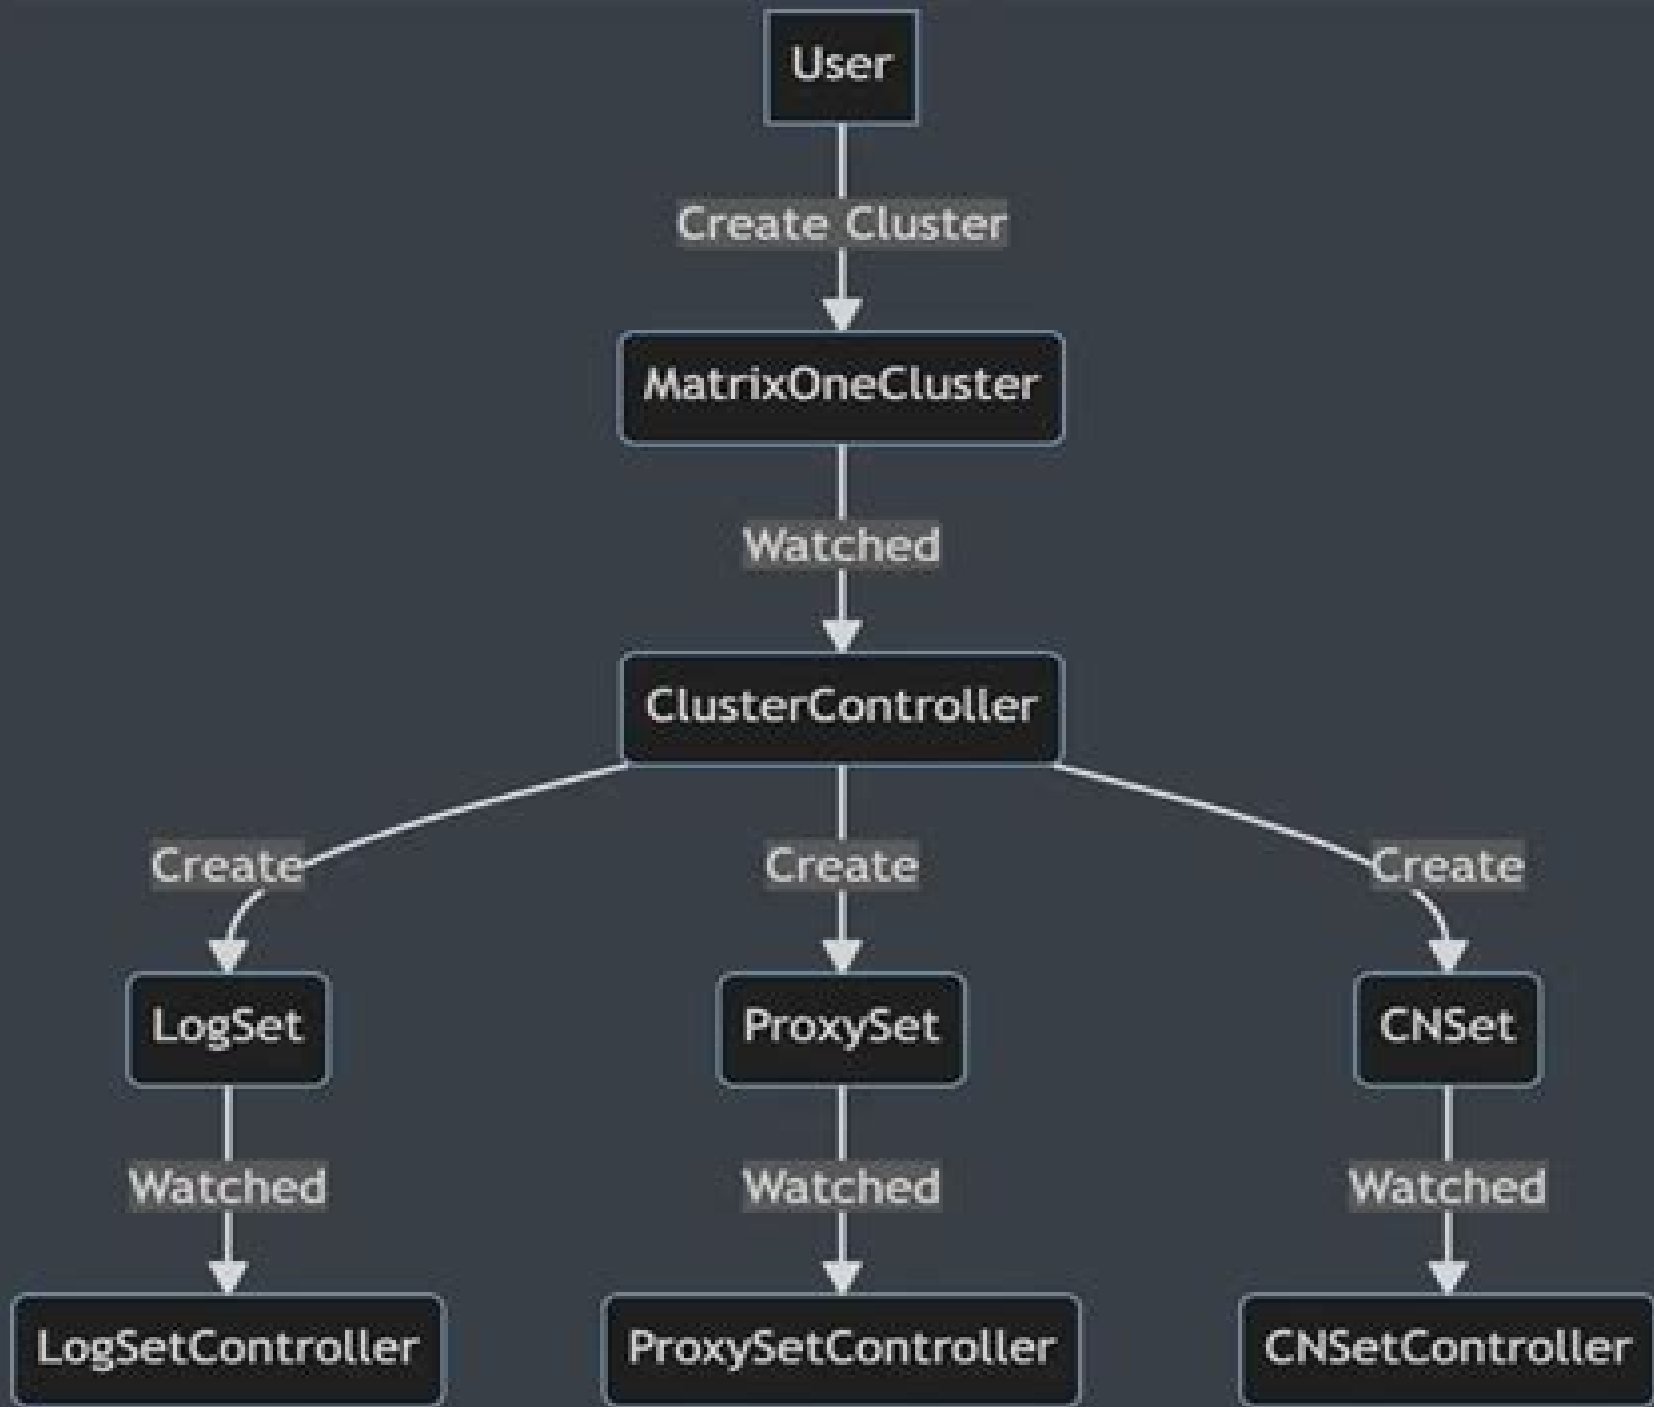 User
Create Cluster
MatrixOneCluster
Watched
ClusterController
Create
Create
Create
LogSet
ProxySet
CNSet
Watched
Watched
Watched
LogSetController
ProxySetController
CNSetController